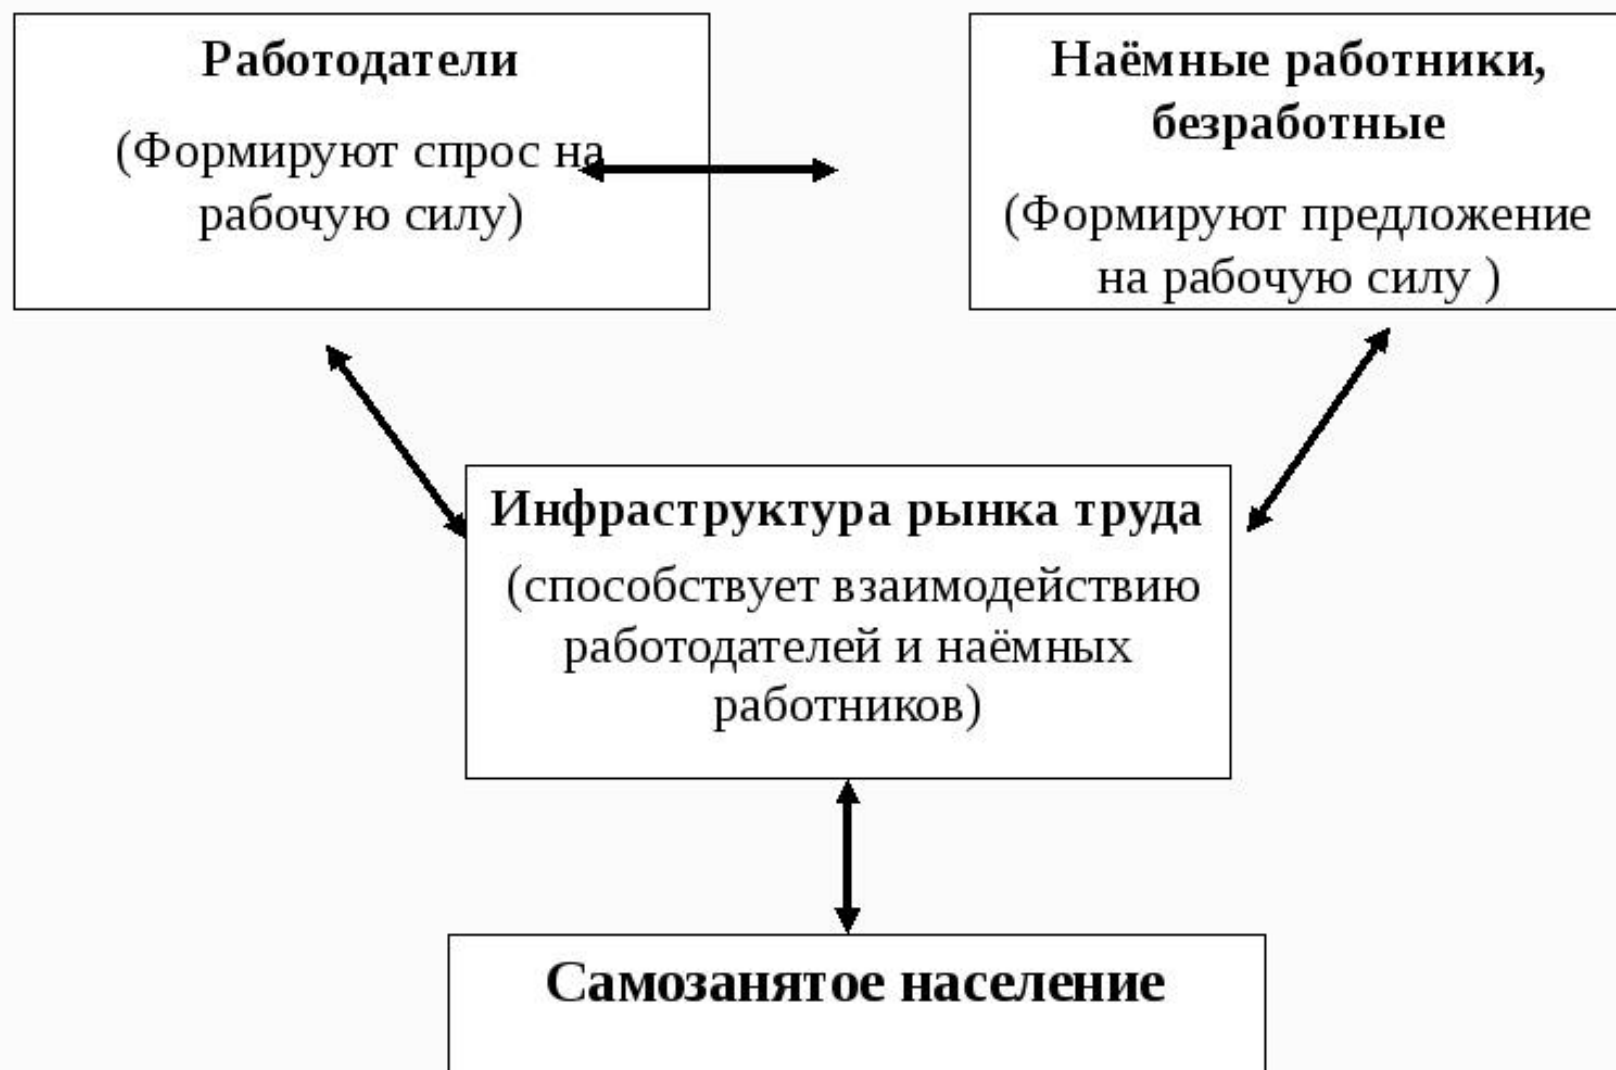 Работодатели
(Формируют спрос на
рабочую силу)
Наёмные работники,
безработные
(Формируют предложение
на рабочую силу )
Инфраструктура рынка труда
(способствует взаимодействию
работодателей и наёмных
работников)
Самозанятое население